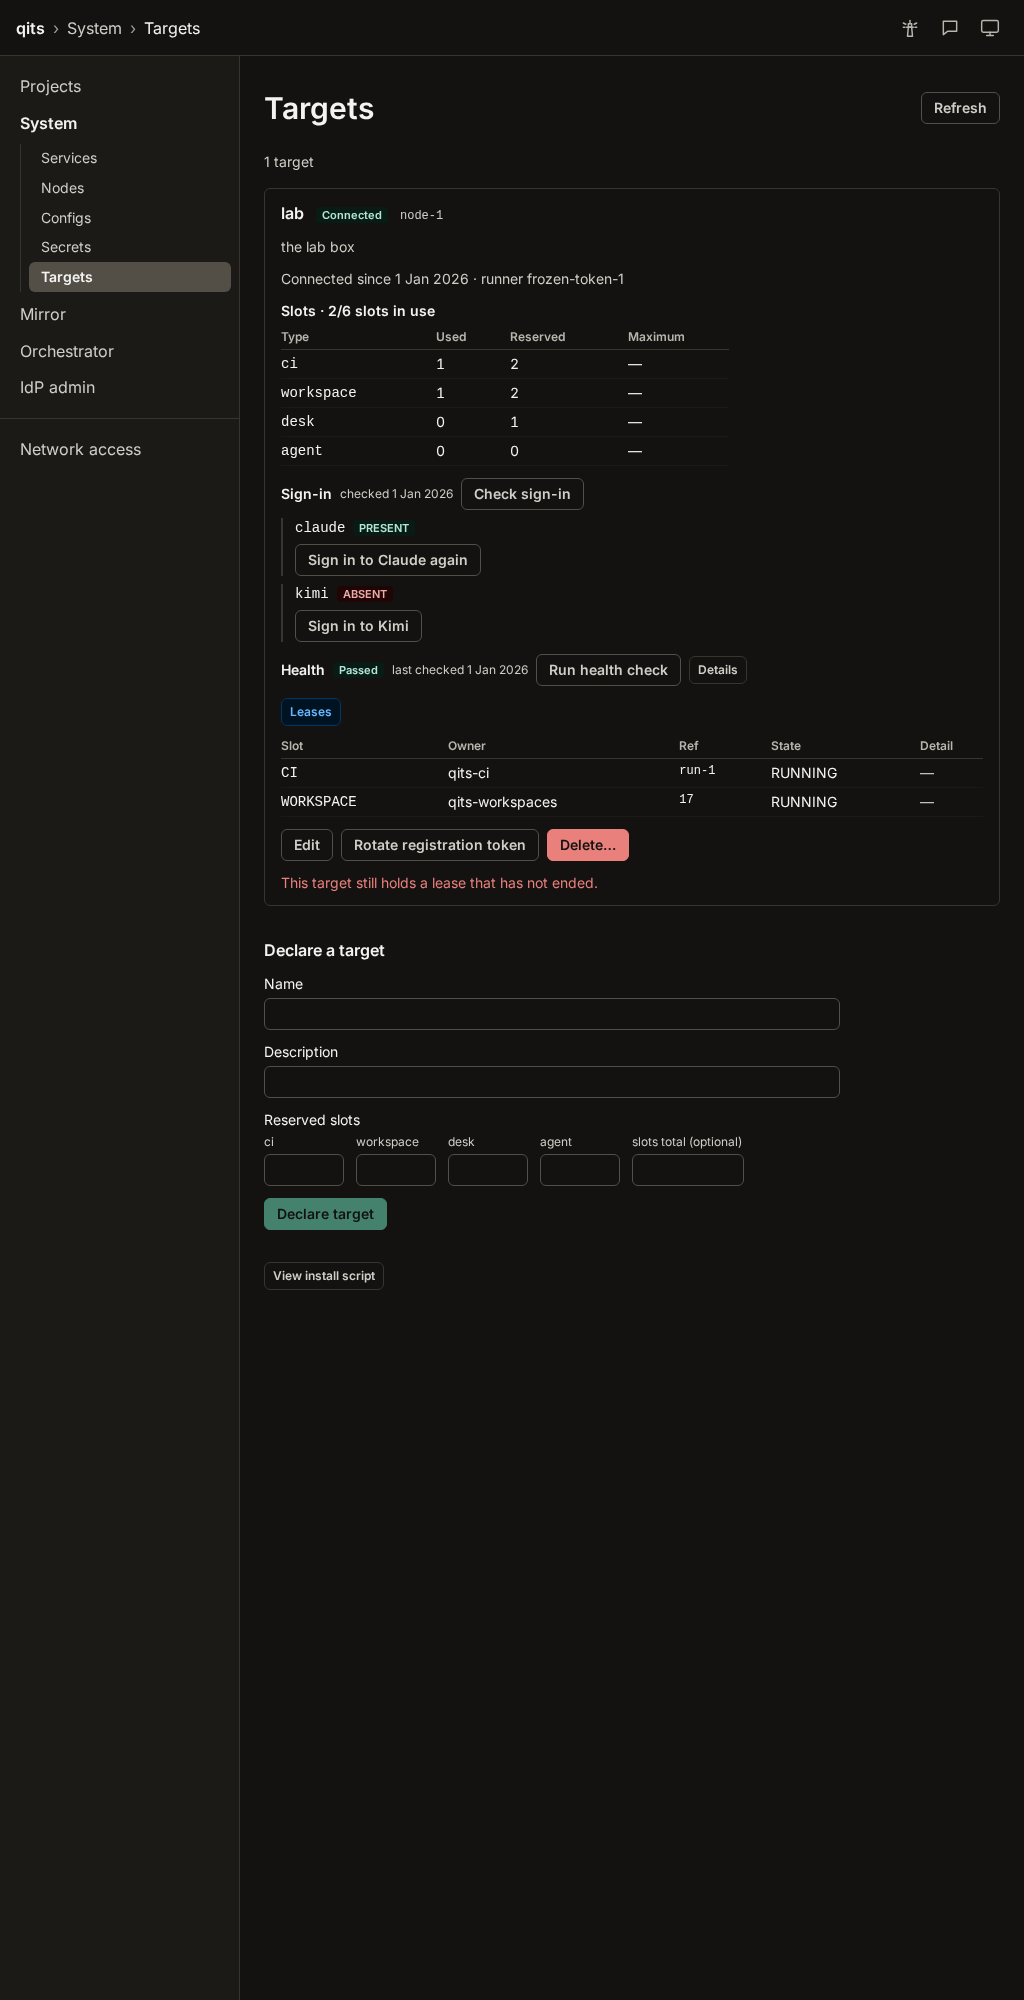 qits › System › Targets
Projects
System
Services
Nodes
Configs
Secrets
Targets
Mirror
Orchestrator
IdP admin
Network access
Targets
Refresh
1 target
lab Connected node-1
the lab box
Connected since 1 Jan 2026 · runner frozen-token-1
Slots · 2/6 slots in use
Type Used Reserved Maximum
ci 1 2 —
workspace 1 2 —
desk 0 1 —
agent 0 0 —
Sign-in checked 1 Jan 2026 Check sign-in
claude PRESENT
Sign in to Claude again
kimi ABSENT
Sign in to Kimi
Health Passed last checked 1 Jan 2026 Run health check Details
Leases
Slot Owner Ref State Detail
CI qits-ci run-1 RUNNING —
WORKSPACE qits-workspaces 17 RUNNING —
Edit Rotate registration token Delete…
This target still holds a lease that has not ended.
Declare a target
Name
Description
Reserved slots
ci workspace desk agent slots total (optional)
Declare target
View install script